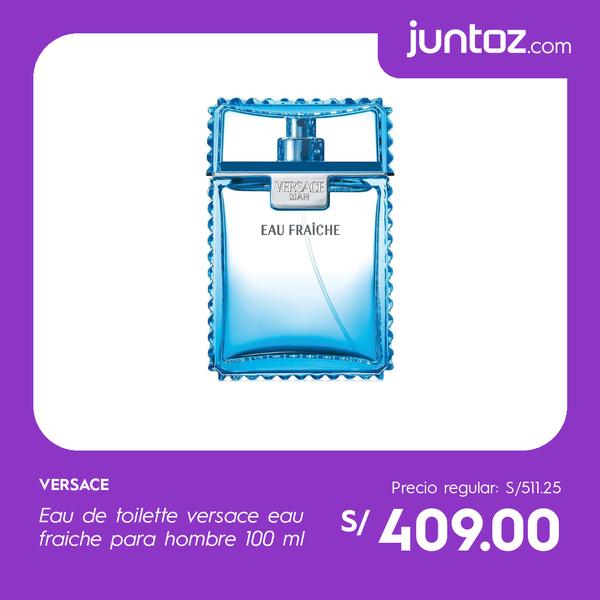 juntoz.com
VERSACE
MAN
EAU FRAÎCHE
VERSACE
Eau de toilette versace eau
fraiche para hombre 100 ml
Precio regular: S/511.25
S/ 409.00